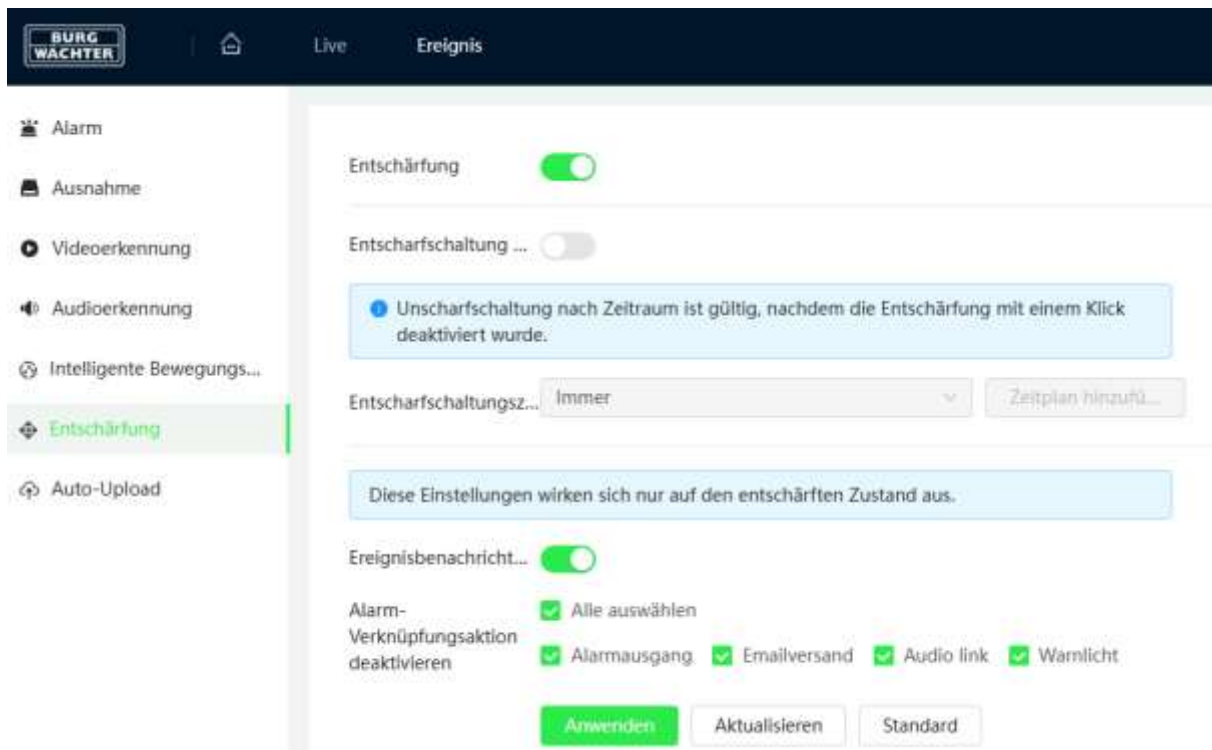 BURG
WÄCHTER
Live
Ereignis
Alarm
Ausnahme
Videoerkennung
Audioerkennung
Intelligente Bewegungs...
Entschärfung
Auto-Upload
Entschärfung
Entscharfschaltung ...
Unscharfschaltung nach Zeitraum ist gültig, nachdem die Entschärfung mit einem Klick
deaktiviert wurde.
Entscharfschaltungsz...
Immer
Zeitplan hinzufü...
Diese Einstellungen wirken sich nur auf den entschärften Zustand aus.
Ereignisbenachricht...
Alarm-
Verknüpfungsaktion
deaktivieren
Alle auswählen
Alarmausgang
Emailversand
Audio link
Warnlicht
Anwenden
Aktualisieren
Standard